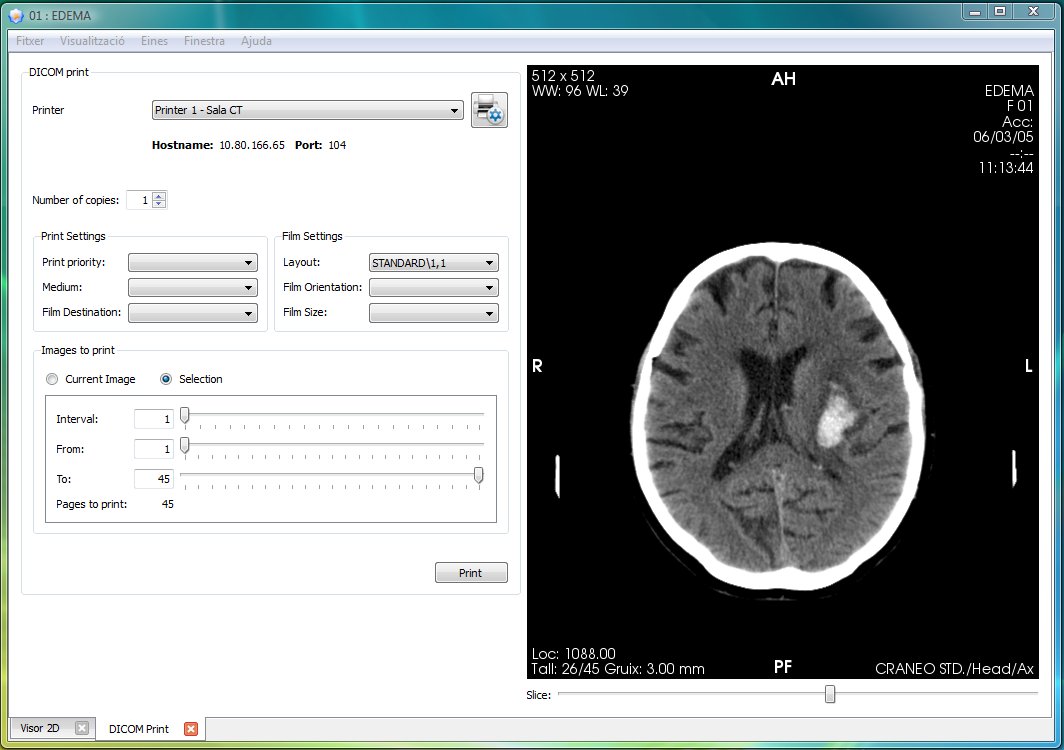 01 : EDEMA
Fitxer Visualització Eines Finestra Ajuda
DICOM print
Printer Printer 1 - Sala CT
Hostname: 10.80.166.65 Port: 104
Number of copies: 1
Print Settings
Print priority:
Medium:
Film Destination:
Film Settings
Layout: STANDARD\1,1
Film Orientation:
Film Size:
Images to print
Current Image Selection
Interval: 1
From: 1
To: 45
Pages to print: 45
Print
512 x 512
WW: 96 WL: 39
AH
EDEMA
F 01
Acc:
06/03/05
--:--
11:13:44
R
L
Loc: 1088.00
Tall: 26/45 Gruix: 3.00 mm
PF
CRANEO STD./Head/Ax
Slice:
Visor 2D DICOM Print